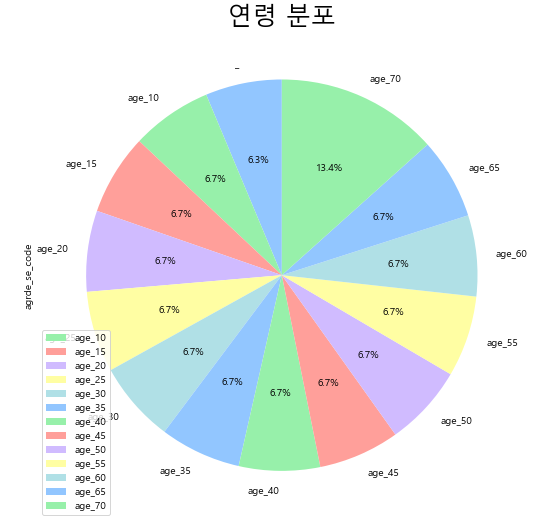 연령 분포
_
age_70
age_10
age_65
age_15
age_20
age_60
age_55
age_50
age_45
age_40
age_35
age_30
13.4%
6.3%
6.7%
6.7%
6.7%
6.7%
6.7%
6.7%
6.7%
6.7%
6.7%
6.7%
6.7%
6.7%
agrde_se_code
age_10
age_15
age_20
age_25
age_30
age_35
age_40
age_45
age_50
age_55
age_60
age_65
age_70